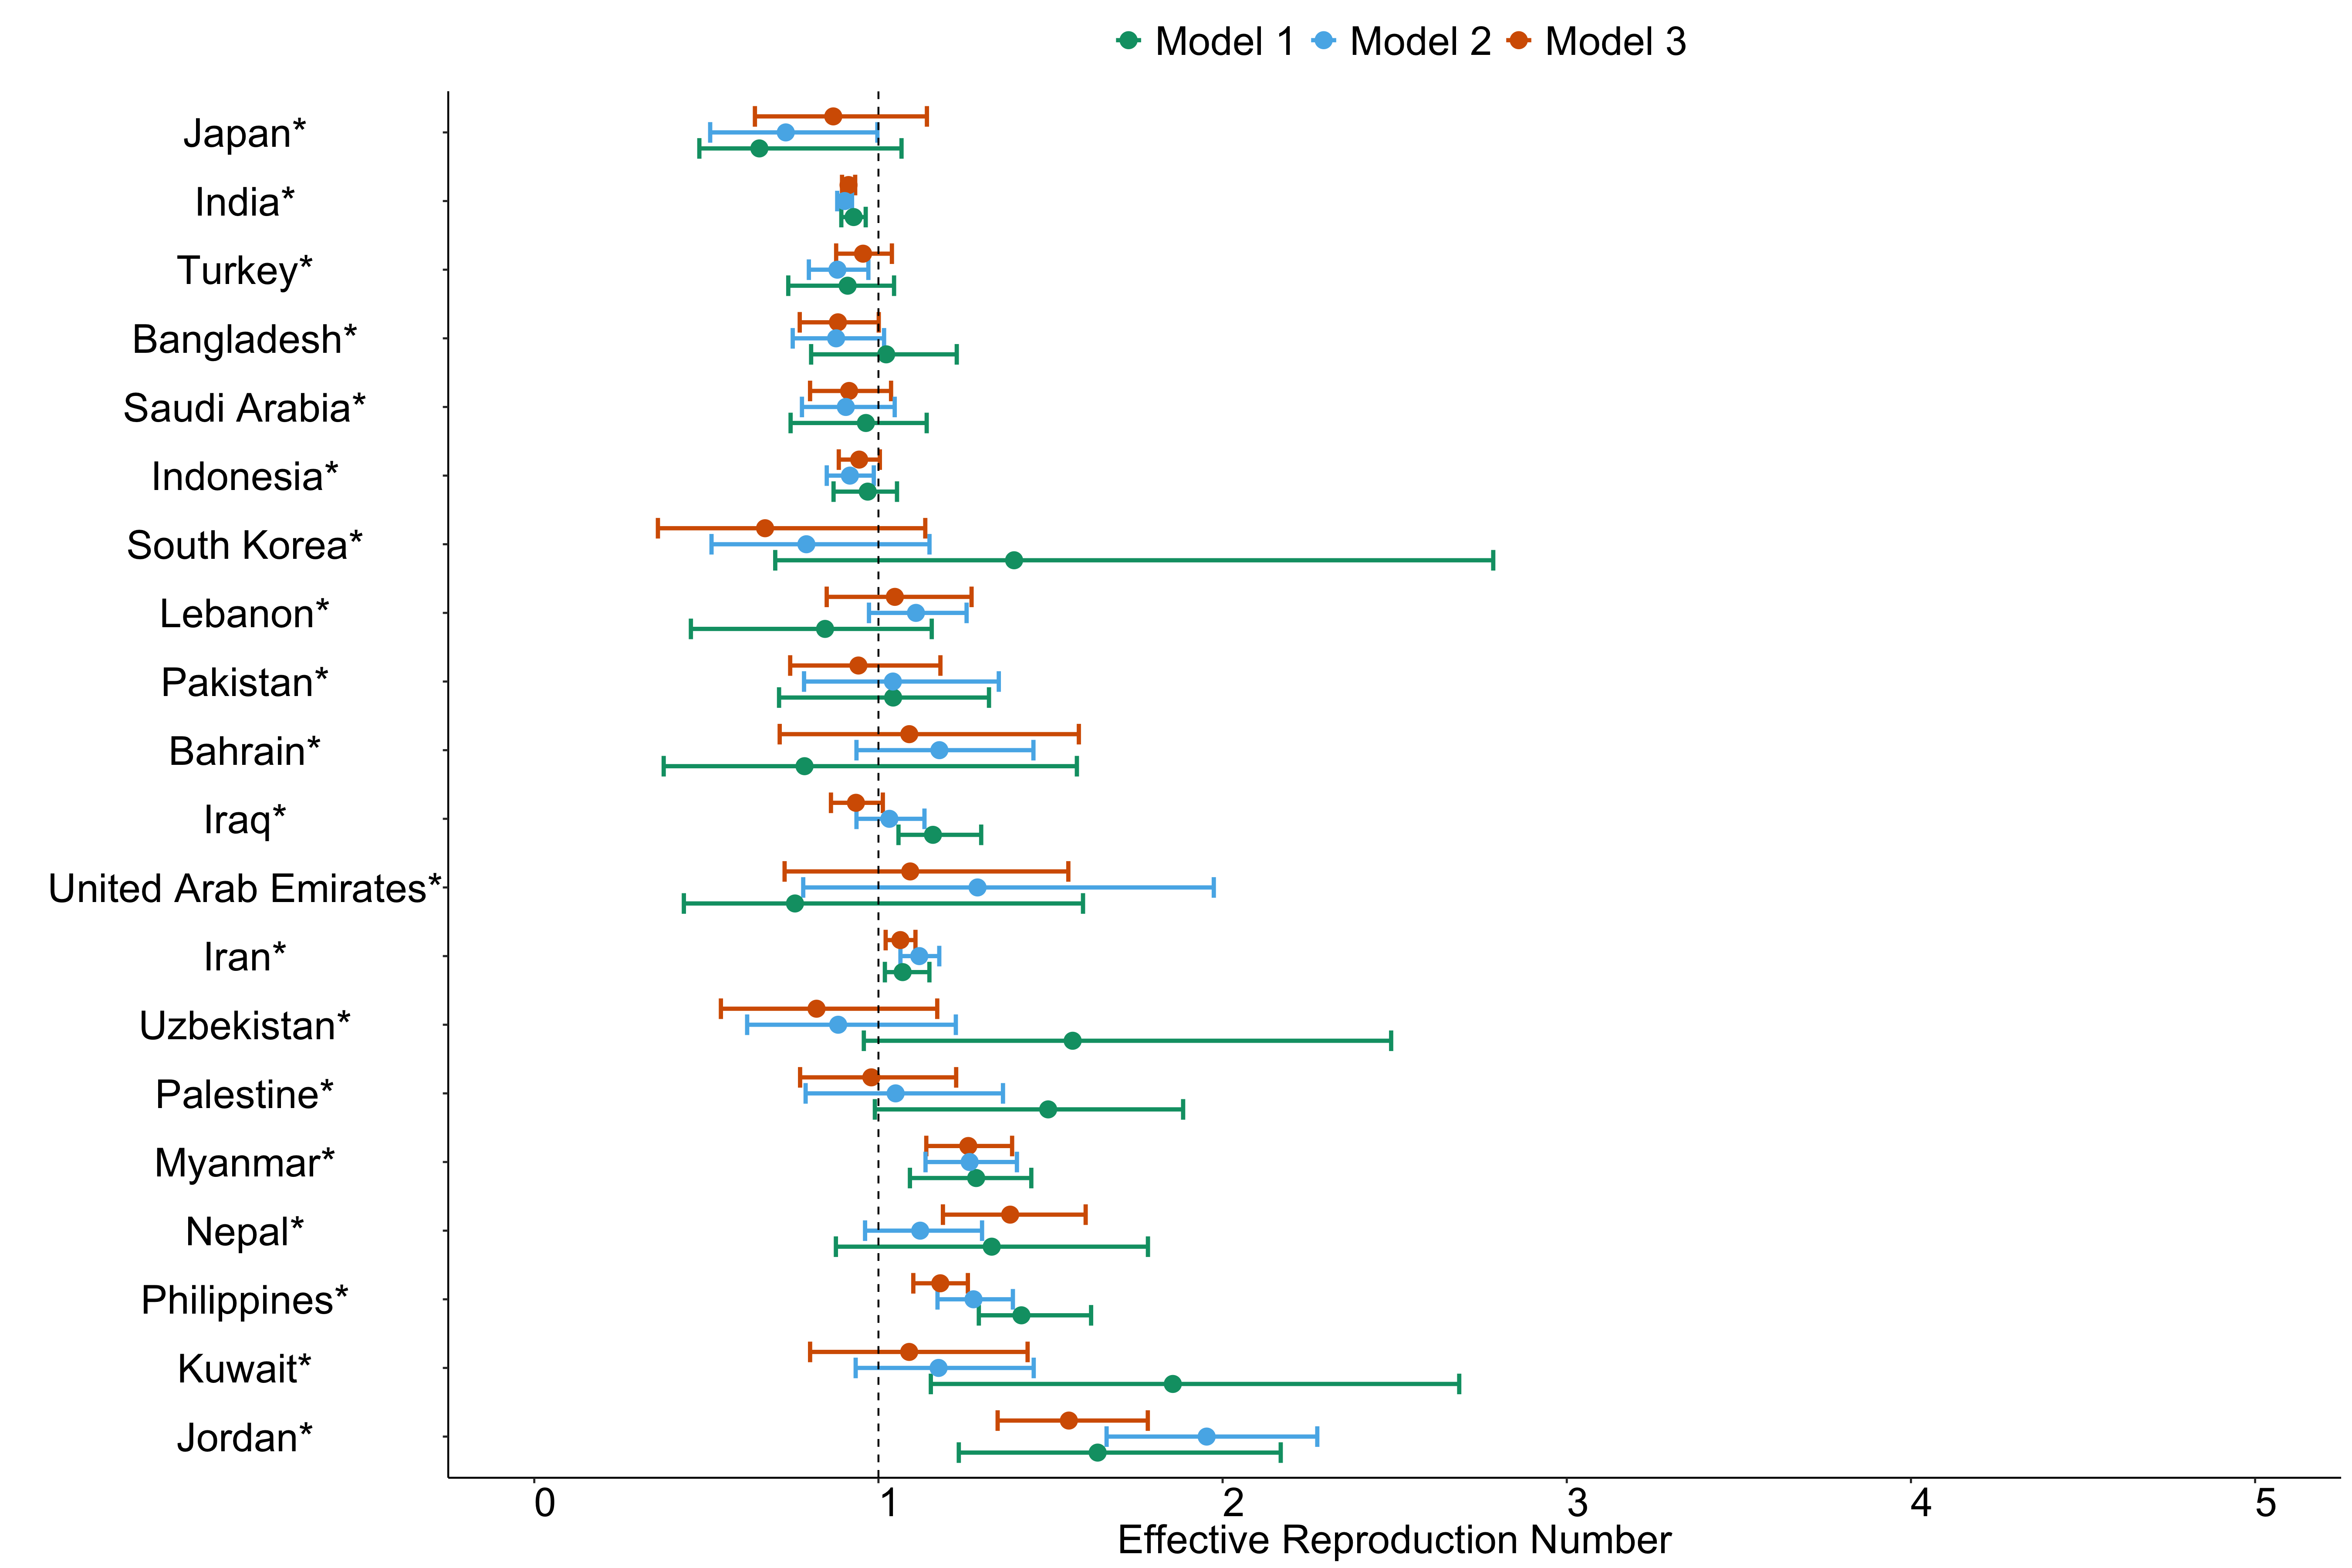 Model 1 Model 2 Model 3
Japan*
India*
Turkey*
Bangladesh*
Saudi Arabia*
Indonesia*
South Korea*
Lebanon*
Pakistan*
Bahrain*
Iraq*
United Arab Emirates*
Iran*
Uzbekistan*
Palestine*
Myanmar*
Nepal*
Philippines*
Kuwait*
Jordan*
0 1 2 3 4 5
Effective Reproduction Number